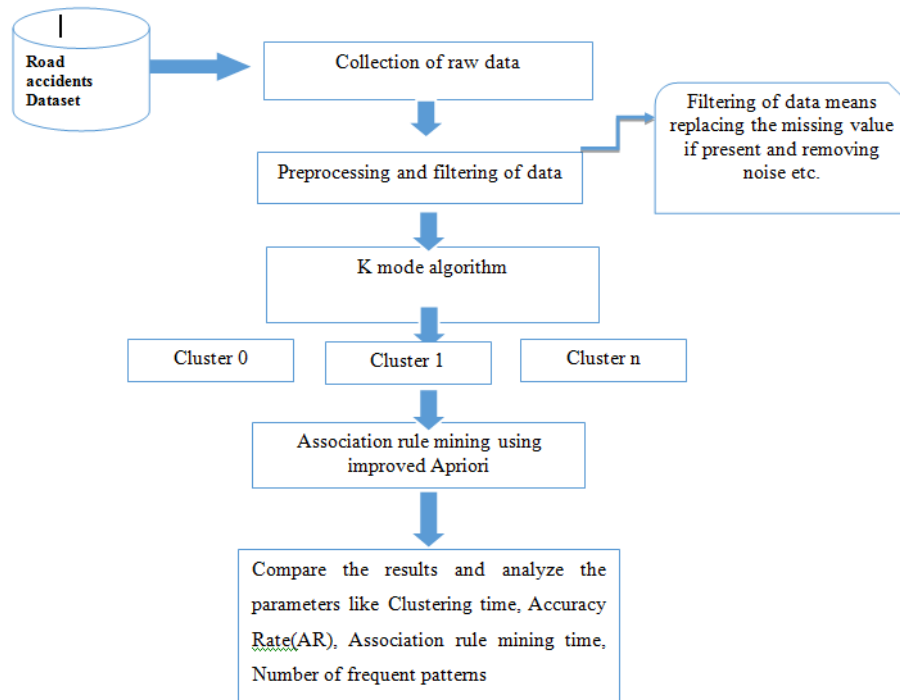 Road
accidents
Dataset
Collection of raw data
Preprocessing and filtering of data
Filtering of data means
replacing the missing value
if present and removing
noise etc.
K mode algorithm
Cluster 0
Cluster 1
Cluster n
Association rule mining using
improved Apriori
Compare the results and analyze the
parameters like Clustering time, Accuracy
Rate(AR), Association rule mining time,
Number of frequent patterns